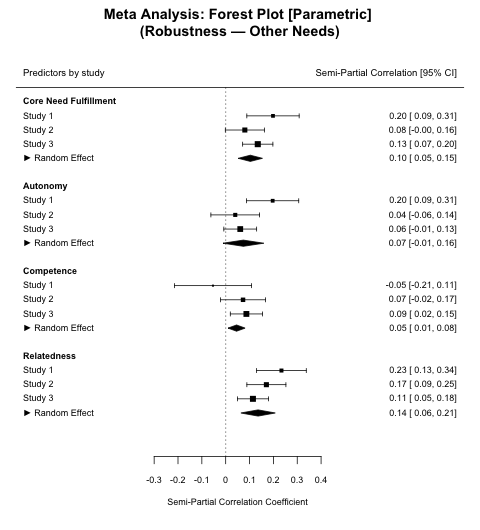 Meta Analysis: Forest Plot [Parametric]
(Robustness — Other Needs)
Predictors by study Semi-Partial Correlation [95% CI]
Core Need Fulfillment
Study 1 0.20 [ 0.09, 0.31]
Study 2 0.08 [-0.00, 0.16]
Study 3 0.13 [ 0.07, 0.20]
► Random Effect 0.10 [ 0.05, 0.15]
Autonomy
Study 1 0.20 [ 0.09, 0.31]
Study 2 0.04 [-0.06, 0.14]
Study 3 0.06 [-0.01, 0.13]
► Random Effect 0.07 [-0.01, 0.16]
Competence
Study 1 -0.05 [-0.21, 0.11]
Study 2 0.07 [-0.02, 0.17]
Study 3 0.09 [ 0.02, 0.15]
► Random Effect 0.05 [ 0.01, 0.08]
Relatedness
Study 1 0.23 [ 0.13, 0.34]
Study 2 0.17 [ 0.09, 0.25]
Study 3 0.11 [ 0.05, 0.18]
► Random Effect 0.14 [ 0.06, 0.21]
-0.3 -0.2 -0.1 0 0.1 0.2 0.3 0.4
Semi-Partial Correlation Coefficient